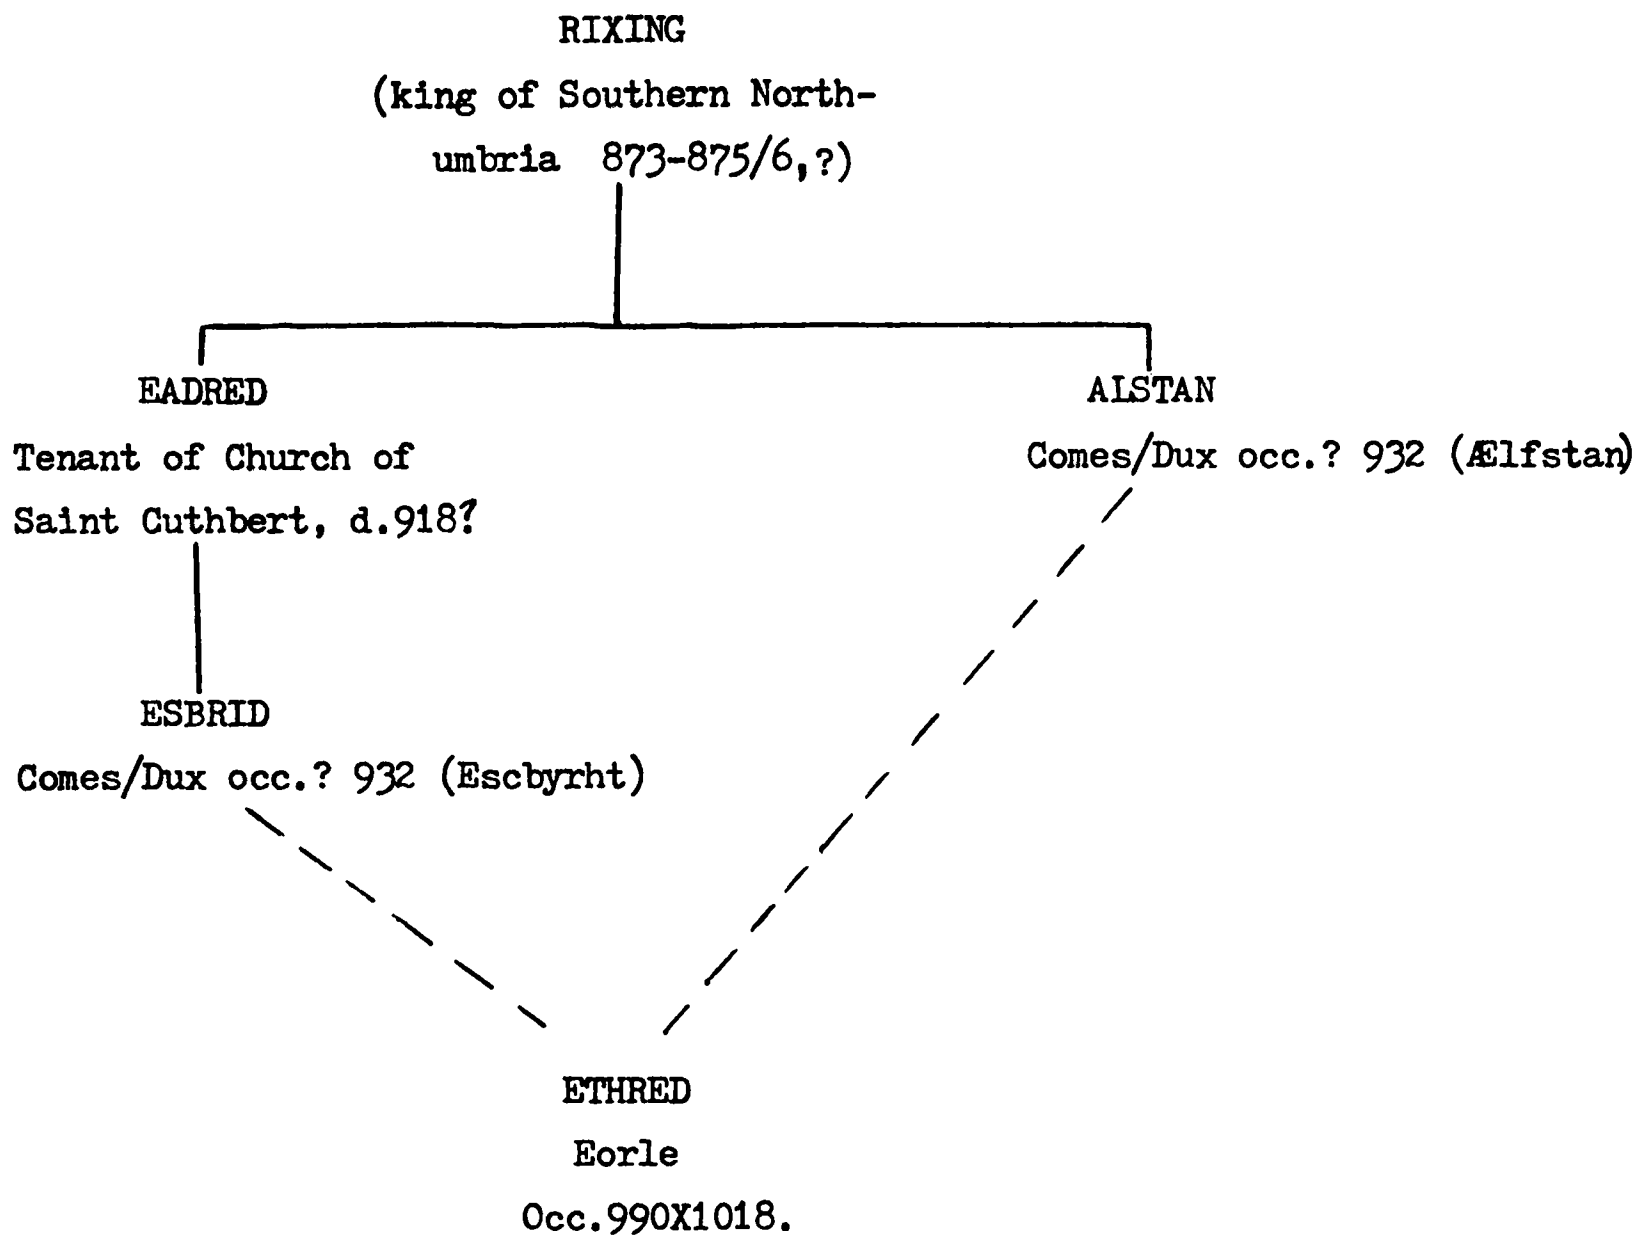 RIXING
(king of Southern North-
umbria 873-875/6,?)
EADRED
Tenant of Church of
Saint Cuthbert, d.918?
ALSTAN
Comes/Dux occ.? 932 (Ælfstan)
ESBRID
Comes/Dux occ.? 932 (Escbyrht)
ETHRED
Eorle
Occ.990X1018.